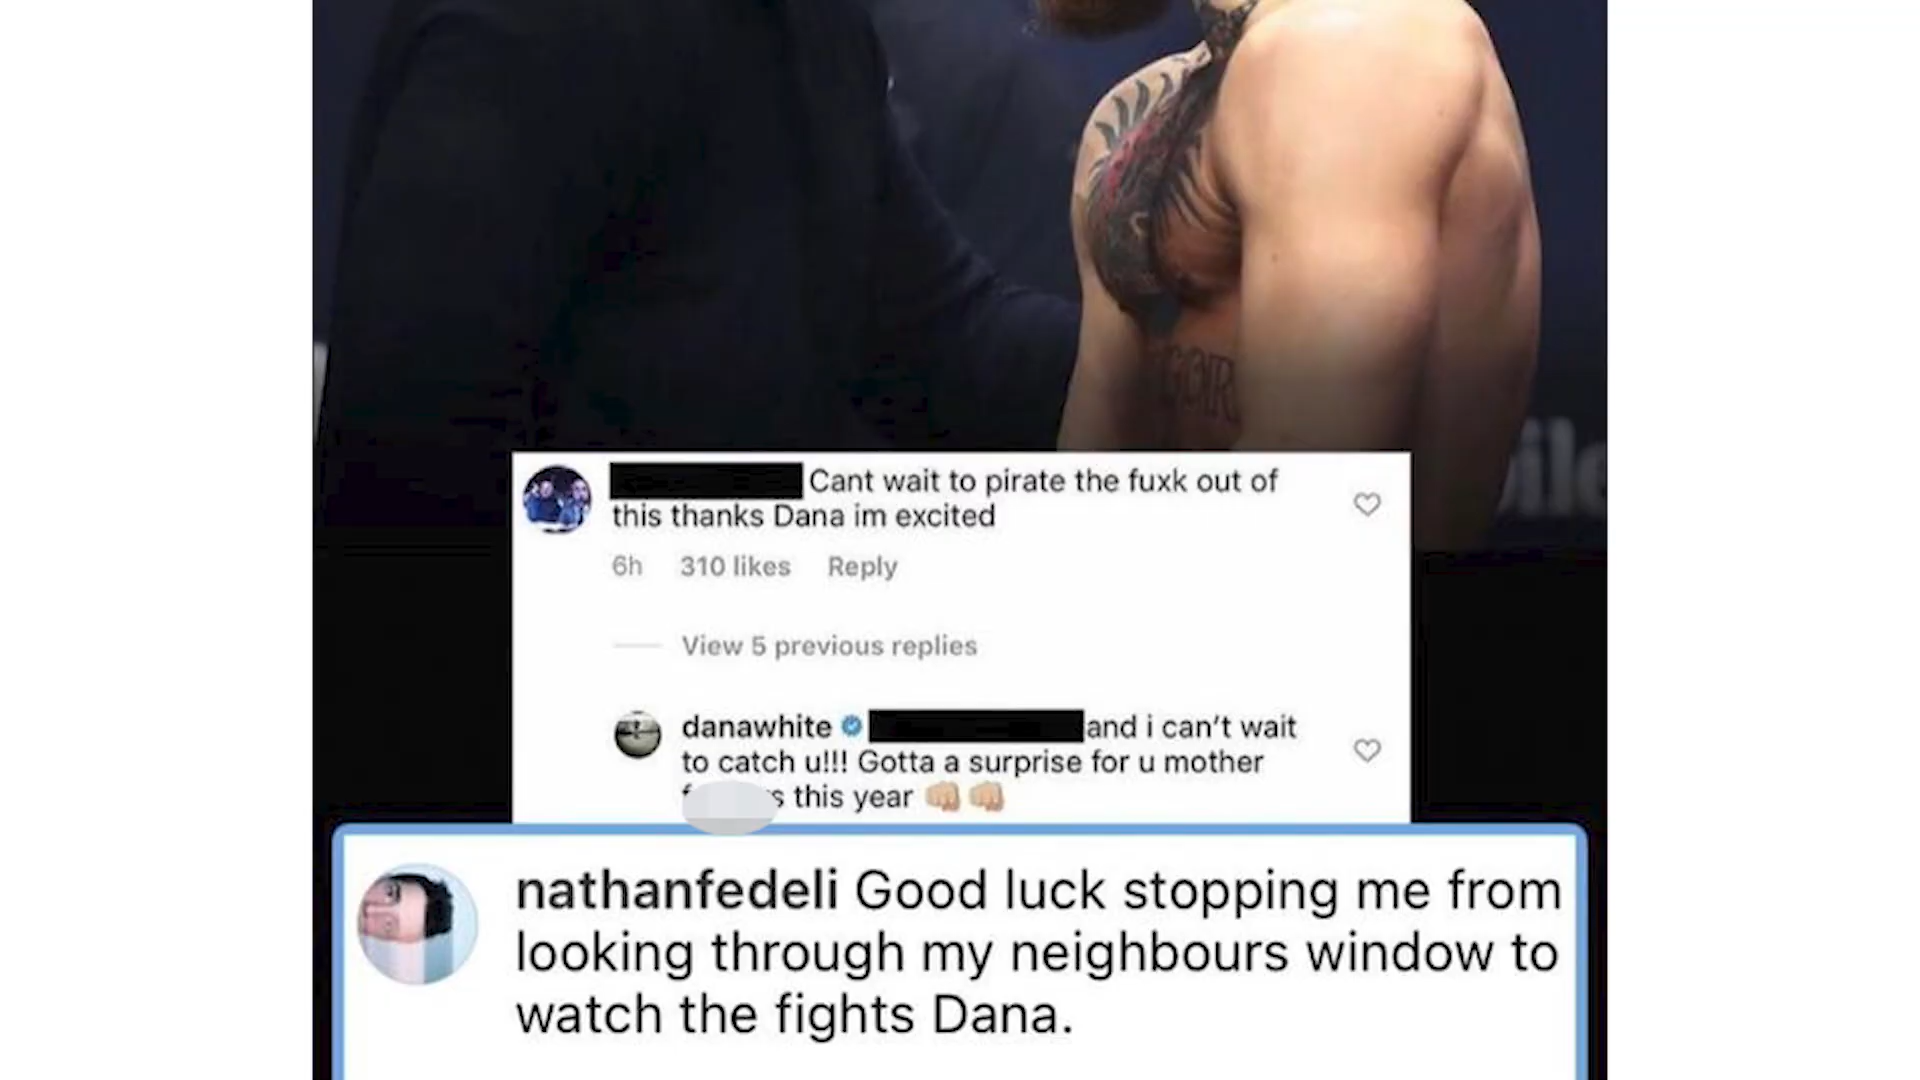 Cant wait to pirate the fuxk out of
this thanks Dana im excited
6h 310 likes Reply
View 5 previous replies
danawhite and i can't wait
to catch u!!! Gotta a surprise for u mother
this year 👊🏼👊🏼
nathanfedeli Good luck stopping me from
looking through my neighbours window to
watch the fights Dana.